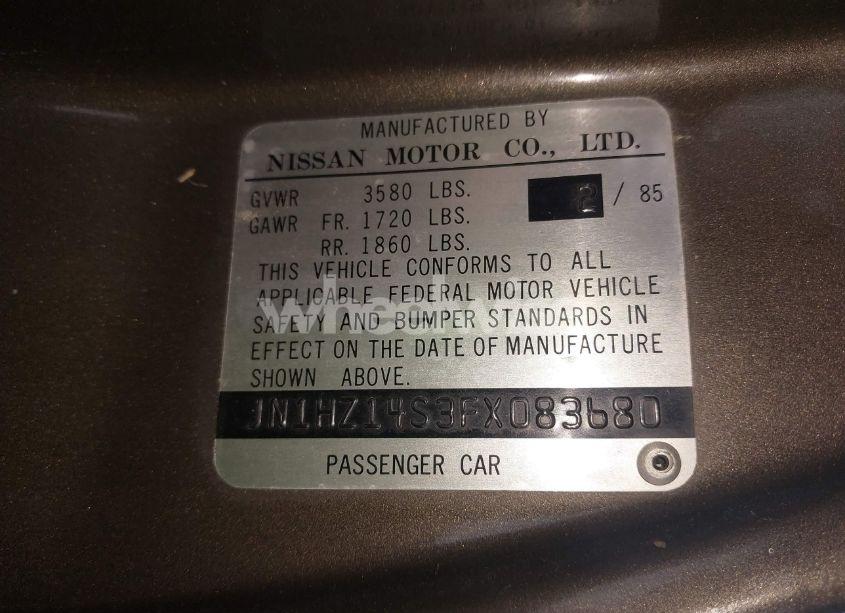 MANUFACTURED BY
NISSAN MOTOR CO., LTD.
GVWR 3580 LBS. 2 / 85
GAWR FR. 1720 LBS.
RR. 1860 LBS.
THIS VEHICLE CONFORMS TO ALL
APPLICABLE FEDERAL MOTOR VEHICLE
SAFETY AND BUMPER STANDARDS IN
EFFECT ON THE DATE OF MANUFACTURE
SHOWN ABOVE.
JN1HZ14S3FX083680
PASSENGER CAR